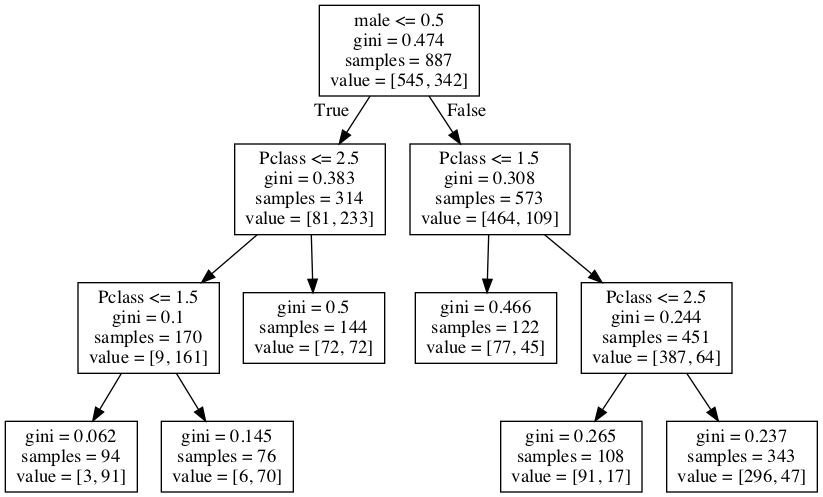 male <= 0.5
gini = 0.474
samples = 887
value = [545, 342]
True
False
Pclass <= 2.5
gini = 0.383
samples = 314
value = [81, 233]
Pclass <= 1.5
gini = 0.308
samples = 573
value = [464, 109]
Pclass <= 1.5
gini = 0.1
samples = 170
value = [9, 161]
gini = 0.5
samples = 144
value = [72, 72]
gini = 0.466
samples = 122
value = [77, 45]
Pclass <= 2.5
gini = 0.244
samples = 451
value = [387, 64]
gini = 0.062
samples = 94
value = [3, 91]
gini = 0.145
samples = 76
value = [6, 70]
gini = 0.265
samples = 108
value = [91, 17]
gini = 0.237
samples = 343
value = [296, 47]